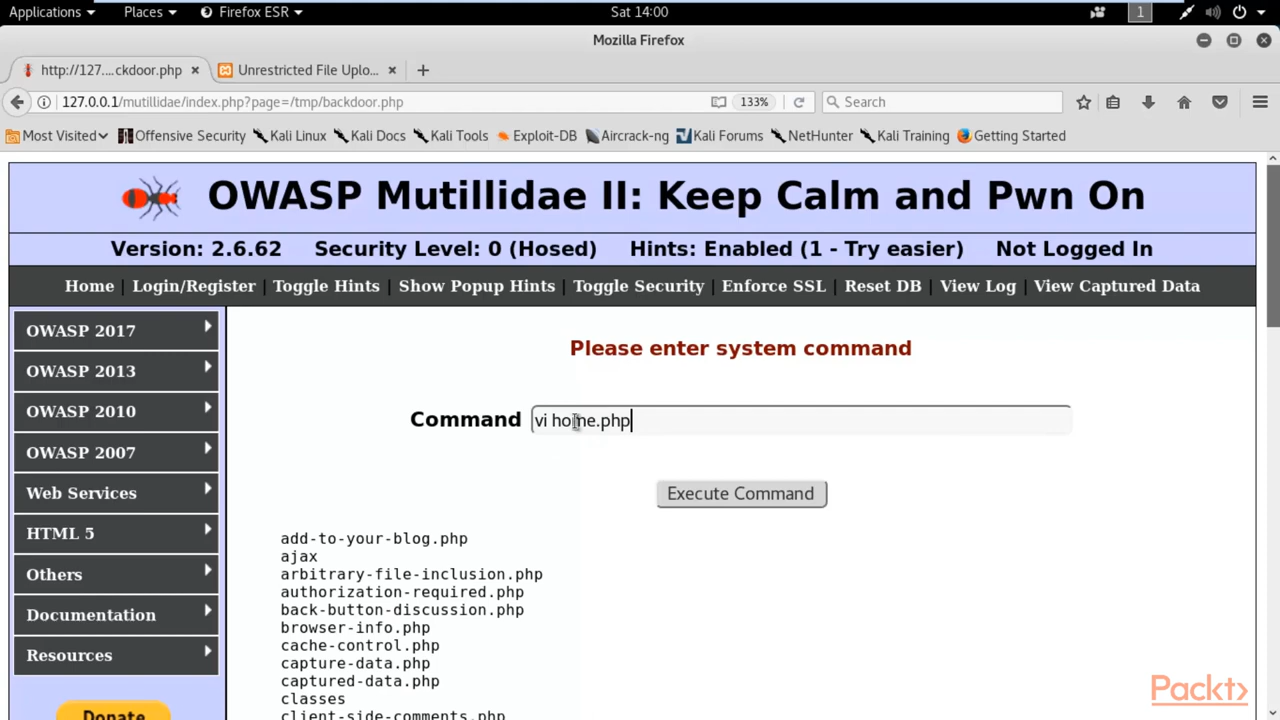 Applications Places Firefox ESR Sat 14:00 1
Mozilla Firefox
http://127....ckdoor.php Unrestricted File Uplo...
127.0.0.1/mutillidae/index.php?page=/tmp/backdoor.php 133% Search
Most Visited Offensive Security Kali Linux Kali Docs Kali Tools Exploit-DB Aircrack-ng Kali Forums NetHunter Kali Training Getting Started
OWASP Mutillidae II: Keep Calm and Pwn On
Version: 2.6.62 Security Level: 0 (Hosed) Hints: Enabled (1 - Try easier) Not Logged In
Home | Login/Register | Toggle Hints | Show Popup Hints | Toggle Security | Enforce SSL | Reset DB | View Log | View Captured Data
OWASP 2017
OWASP 2013
OWASP 2010
OWASP 2007
Web Services
HTML 5
Others
Documentation
Resources
Donate
Please enter system command
Command vi home.php
Execute Command
add-to-your-blog.php
ajax
arbitrary-file-inclusion.php
authorization-required.php
back-button-discussion.php
browser-info.php
cache-control.php
capture-data.php
captured-data.php
classes
client-side-comments.php
Packt>